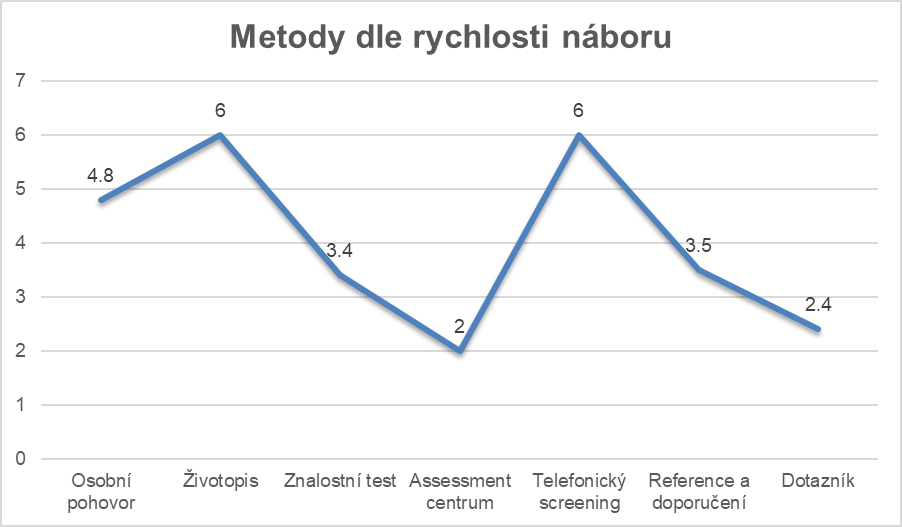 Metody dle rychlosti náboru
7
6
5
4
3
2
1
0
4.8
6
3.4
2
6
3.5
2.4
Osobní
pohovor
Životopis
Znalostní test
Assessment
centrum
Telefonický
screening
Reference a
doporučení
Dotazník